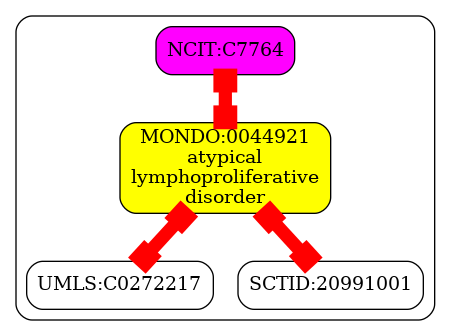 NCIT:C7764
MONDO:0044921
atypical
lymphoproliferative
disorder
UMLS:C0272217
SCTID:20991001